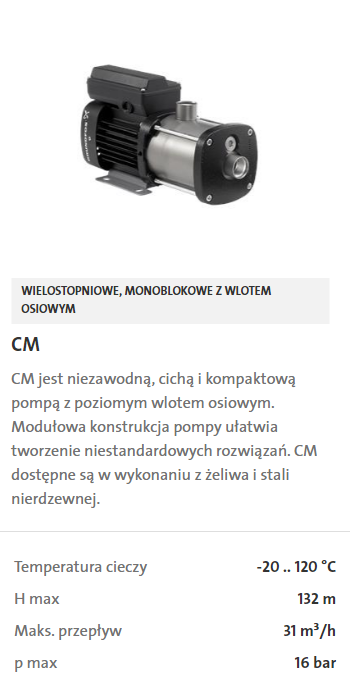 GRUNDFOS
WIELOSTOPNIOWE, MONOBLOKOWE Z WLOTEM
OSIOWYM
CM
CM jest niezawodną, cichą i kompaktową
pompą z poziomym wlotem osiowym.
Modułowa konstrukcja pompy ułatwia
tworzenie niestandardowych rozwiązań. CM
dostępne są w wykonaniu z żeliwa i stali
nierdzewnej.
Temperatura cieczy -20 .. 120 °C
H max 132 m
Maks. przepływ 31 m³/h
p max 16 bar